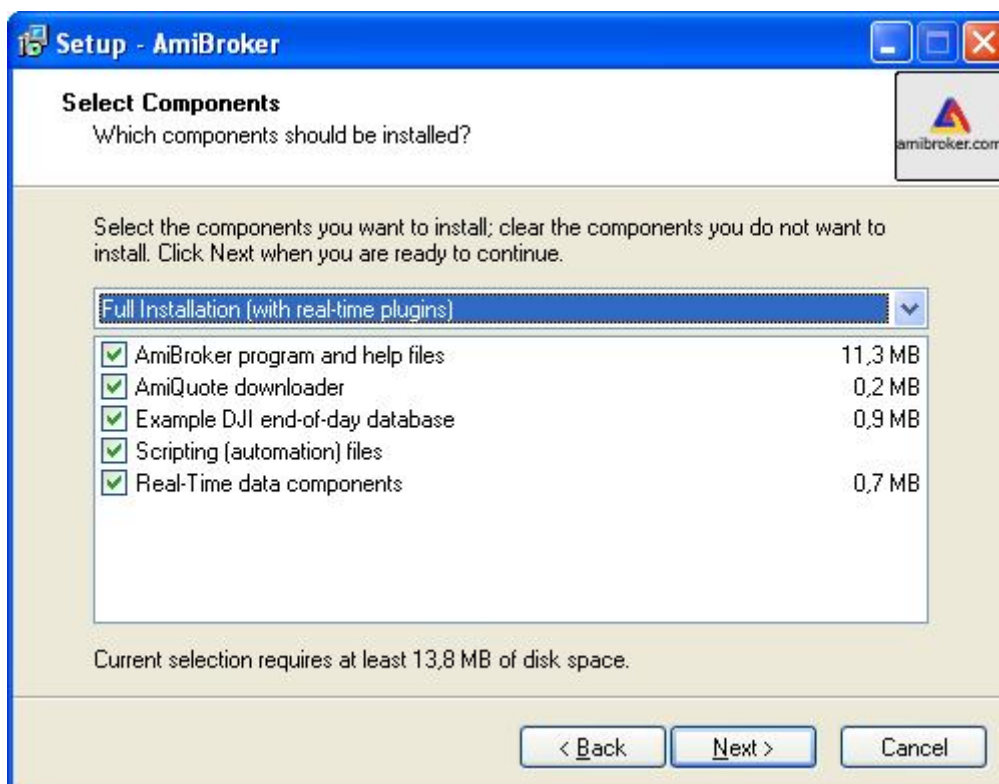 Setup - AmiBroker
Select Components
Which components should be installed?
amibroker.com
Select the components you want to install; clear the components you do not want to
install. Click Next when you are ready to continue.
Full Installation (with real-time plugins)
AmiBroker program and help files 11,3 MB
AmiQuote downloader 0,2 MB
Example DJI end-of-day database 0,9 MB
Scripting (automation) files
Real-Time data components 0,7 MB
Current selection requires at least 13,8 MB of disk space.
< Back Next > Cancel